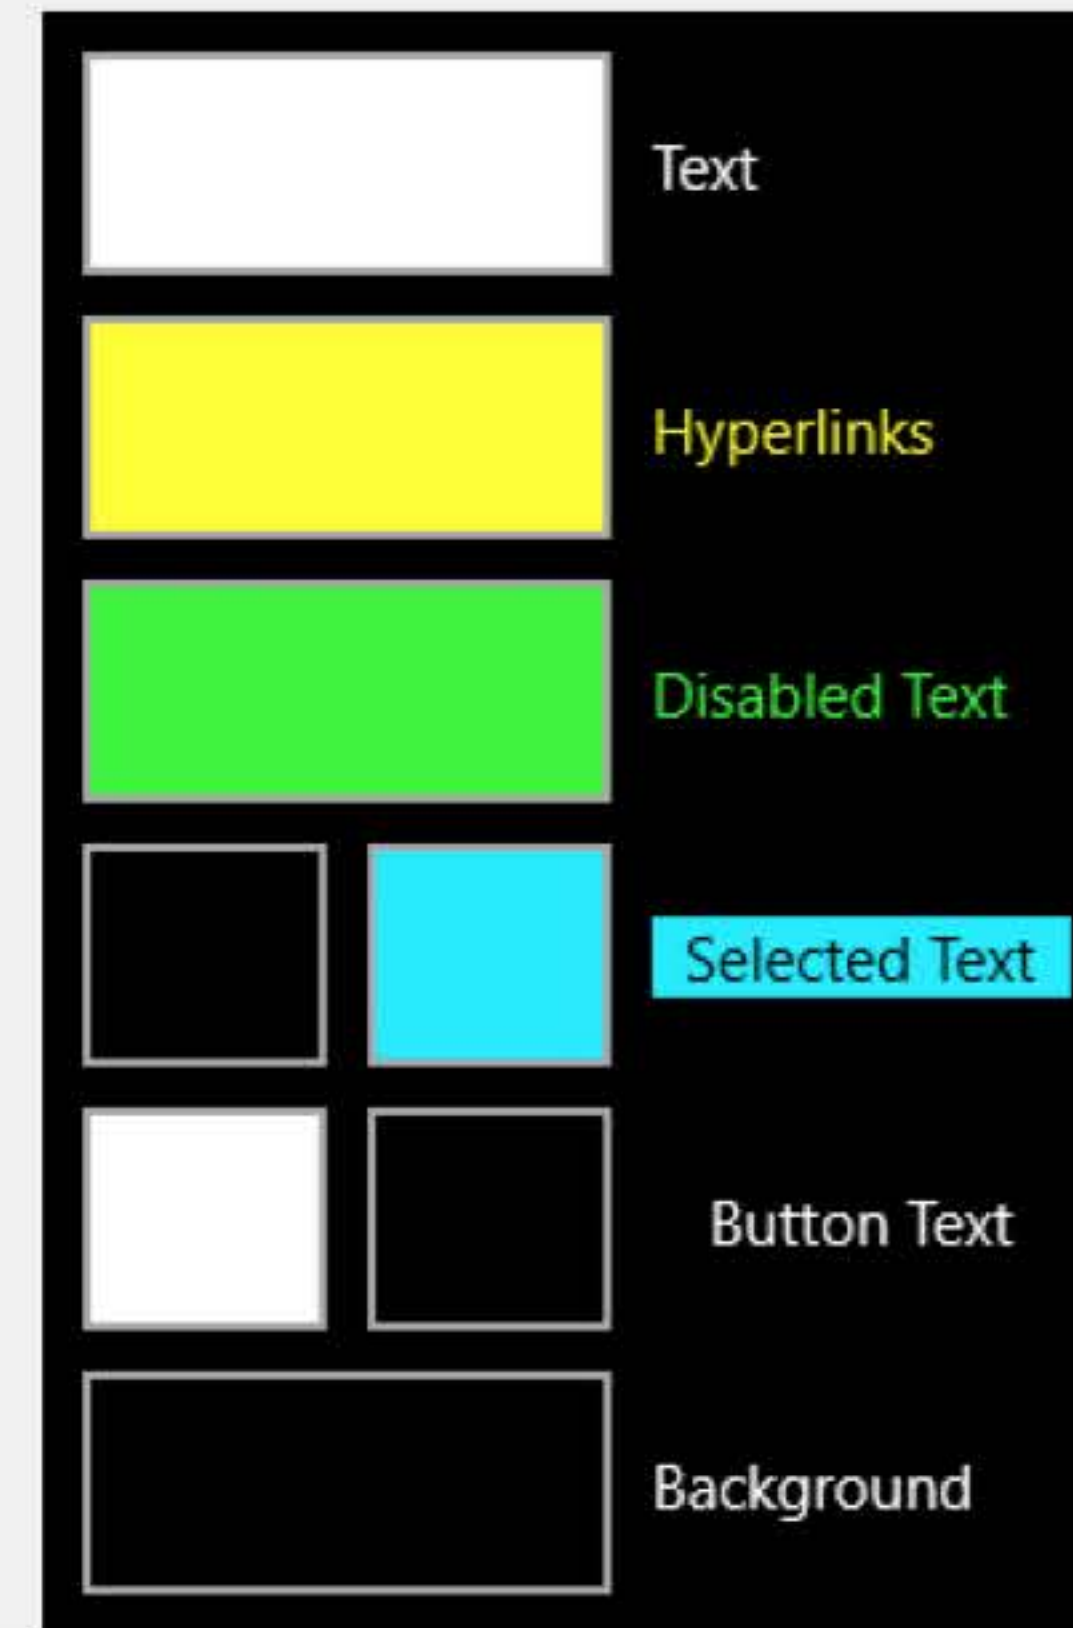 Text
Hyperlinks
Disabled Text
Selected Text
Button Text
Background